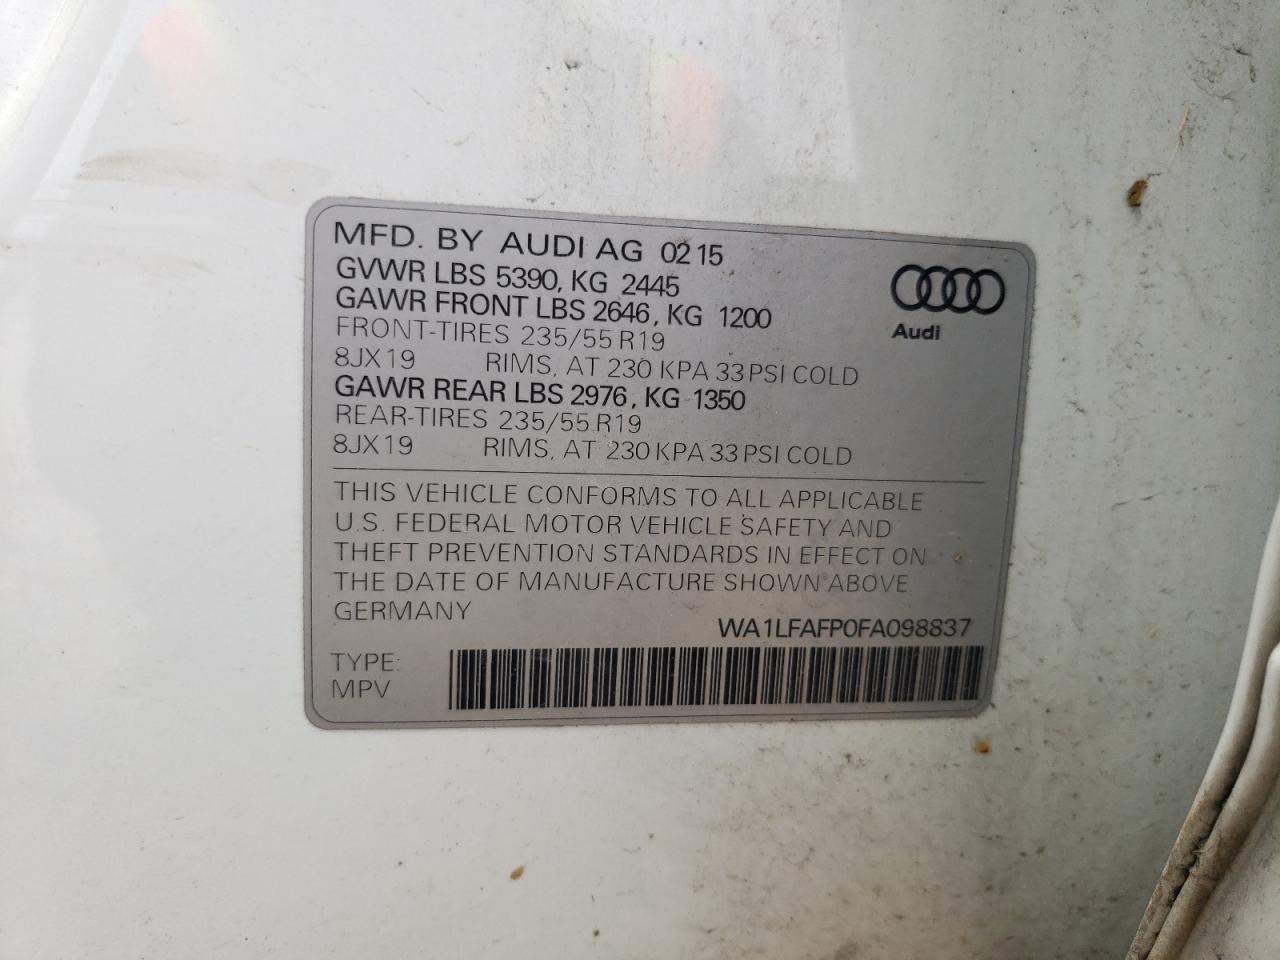 MFD. BY AUDI AG 02 15
GVWR LBS 5390, KG 2445
GAWR FRONT LBS 2646, KG 1200
FRONT-TIRES 235/55 R19
8JX19 RIMS, AT 230 KPA 33 PSI COLD
GAWR REAR LBS 2976, KG 1350
REAR-TIRES 235/55 R19
8JX19 RIMS, AT 230 KPA 33 PSI COLD
Audi
THIS VEHICLE CONFORMS TO ALL APPLICABLE
U.S. FEDERAL MOTOR VEHICLE SAFETY AND
THEFT PREVENTION STANDARDS IN EFFECT ON
THE DATE OF MANUFACTURE SHOWN ABOVE
GERMANY
WA1LFAFP0FA098837
TYPE:
MPV